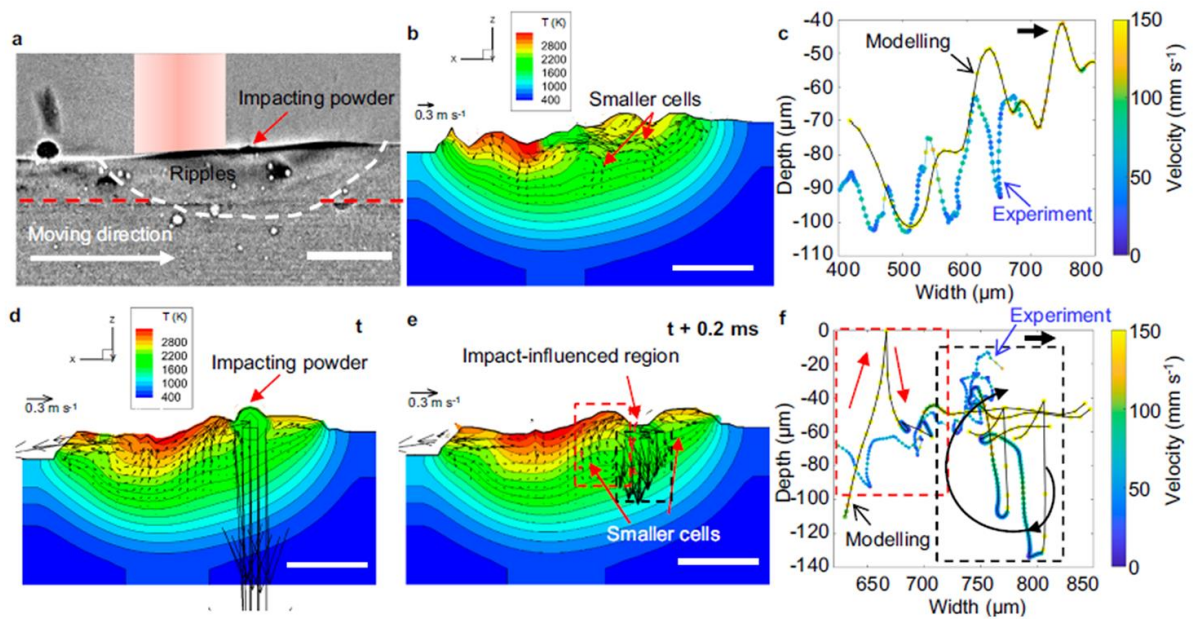 a
Impacting powder
Ripples
Moving direction
b
z
x
T (K)
2800
2200
1600
1000
400
0.3 m s⁻¹
Smaller cells
c
-40
-50
-60
-70
-80
-90
-100
-110
Depth (µm)
400 500 600 700 800
Width (µm)
Modelling
Experiment
150
100
50
0
Velocity (mm s⁻¹)
d
z
x
T (K)
2800
2200
1600
1000
400
t
Impacting powder
0.3 m s⁻¹
e
t + 0.2 ms
Impact-influenced region
0.3 m s⁻¹
Smaller cells
f
0
-20
-40
-60
-80
-100
-120
-140
Depth (µm)
650 700 760 800 850
Width (µm)
Experiment
Modelling
150
100
50
0
Velocity (mm s⁻¹)